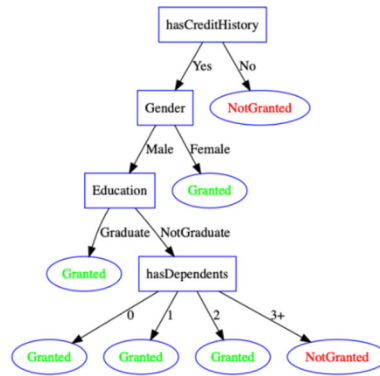 hasCreditHistory
Yes No
Gender NotGranted
Male Female
Education Granted
Graduate NotGraduate
Granted hasDependents
0 1 2 3+
Granted Granted Granted NotGranted